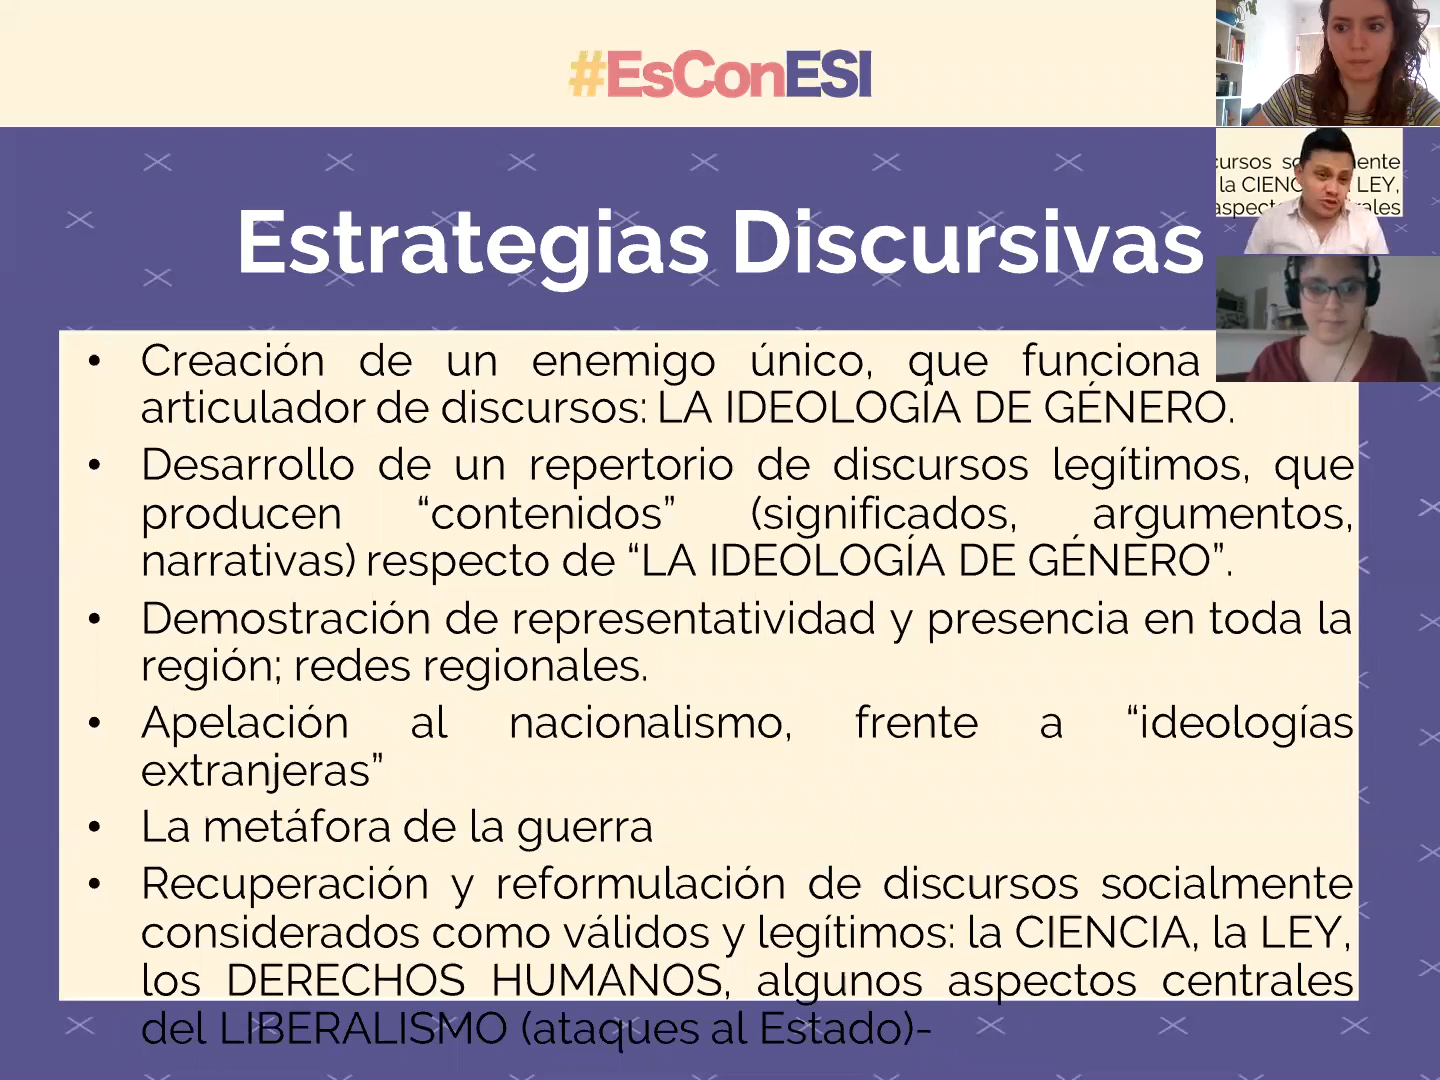 #EsConESI
Estrategias Discursivas
• Creación de un enemigo único, que funciona
articulador de discursos: LA IDEOLOGÍA DE GÉNERO.
• Desarrollo de un repertorio de discursos legítimos, que
producen “contenidos” (significados, argumentos,
narrativas) respecto de “LA IDEOLOGÍA DE GÉNERO”.
• Demostración de representatividad y presencia en toda la
región; redes regionales.
• Apelación al nacionalismo, frente a “ideologías
extranjeras”
• La metáfora de la guerra
• Recuperación y reformulación de discursos socialmente
considerados como válidos y legítimos: la CIENCIA, la LEY,
los DERECHOS HUMANOS, algunos aspectos centrales
del LIBERALISMO (ataques al Estado)-
la
LEY,